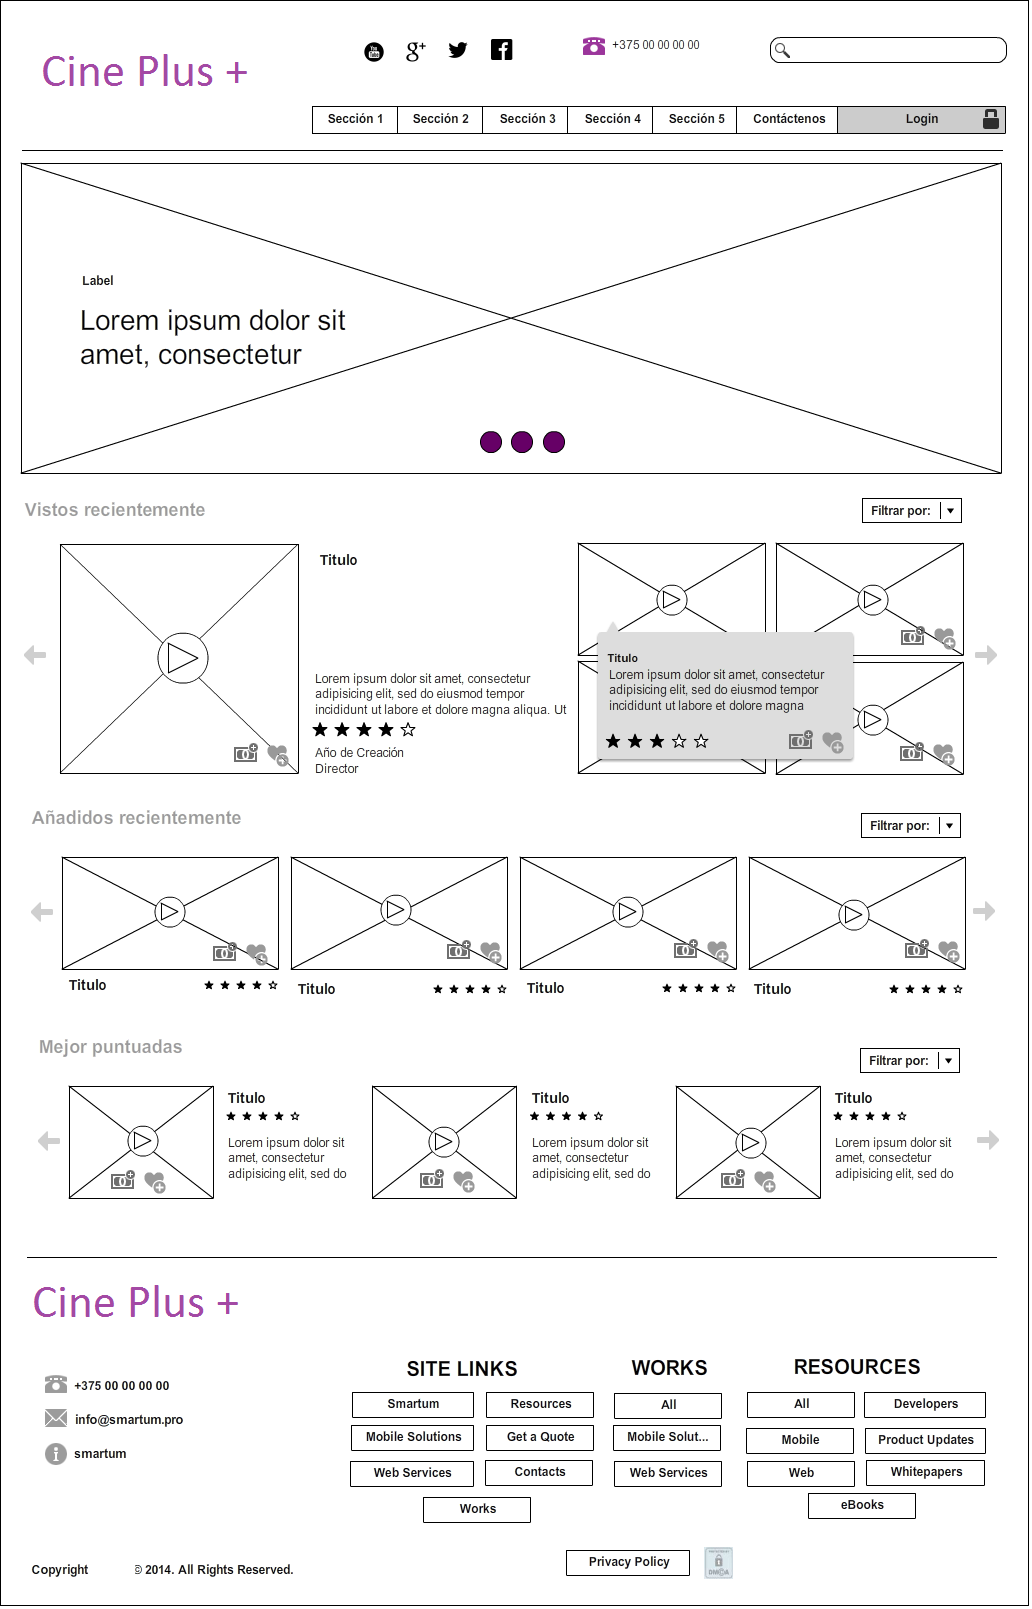 Cine Plus +
You Tube
g+
+375 00 00 00 00
Sección 1
Sección 2
Sección 3
Sección 4
Sección 5
Contáctenos
Login
Label
Lorem ipsum dolor sit
amet, consectetur
Vistos recientemente
Filtrar por:
Titulo
Lorem ipsum dolor sit amet, consectetur
adipisicing elit, sed do eiusmod tempor
incididunt ut labore et dolore magna aliqua. Ut
Año de Creación
Director
Titulo
Lorem ipsum dolor sit amet, consectetur
adipisicing elit, sed do eiusmod tempor
incididunt ut labore et dolore magna
Añadidos recientemente
Filtrar por:
Titulo
Titulo
Titulo
Titulo
Mejor puntuadas
Filtrar por:
Titulo
Lorem ipsum dolor sit
amet, consectetur
adipisicing elit, sed do
Titulo
Lorem ipsum dolor sit
amet, consectetur
adipisicing elit, sed do
Titulo
Lorem ipsum dolor sit
amet, consectetur
adipisicing elit, sed do
Cine Plus +
+375 00 00 00 00
info@smartum.pro
smartum
SITE LINKS
Smartum
Resources
Mobile Solutions
Get a Quote
Web Services
Contacts
Works
WORKS
All
Mobile Solut...
Web Services
RESOURCES
All
Developers
Mobile
Product Updates
Web
Whitepapers
eBooks
Copyright
© 2014. All Rights Reserved.
Privacy Policy
DMCA